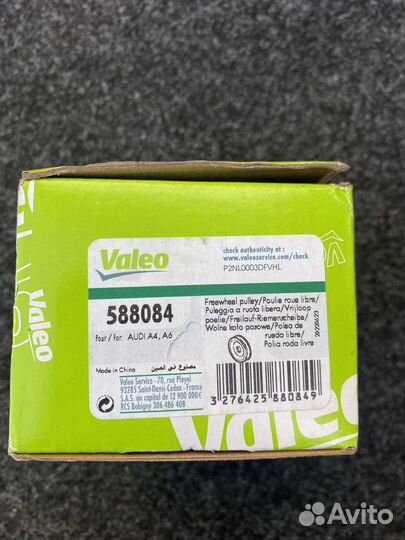 Valeo
check authenticity at :
www.valeoservice.com/check
P2NL0003DFVHL
588084
Pour / For: AUDI A4, A6
Freewheel pulley/Poulie roue libre/
Puleggia a ruota libera/Vrijloop
poelie/Freilauf-Riemenscheibe/
Wolne koło pasowe/Polea de
rueda libre/
Polia roda livre
20220623
Made in China
مصنوع في الصين
Valeo Service - 70, rue Pleyel
93285 Saint-Denis Cedex - France
S.A.S. au capital de 12 900 000€
RCS Bobigny 306 486 408
3 276425 880849
Valeo
Avito